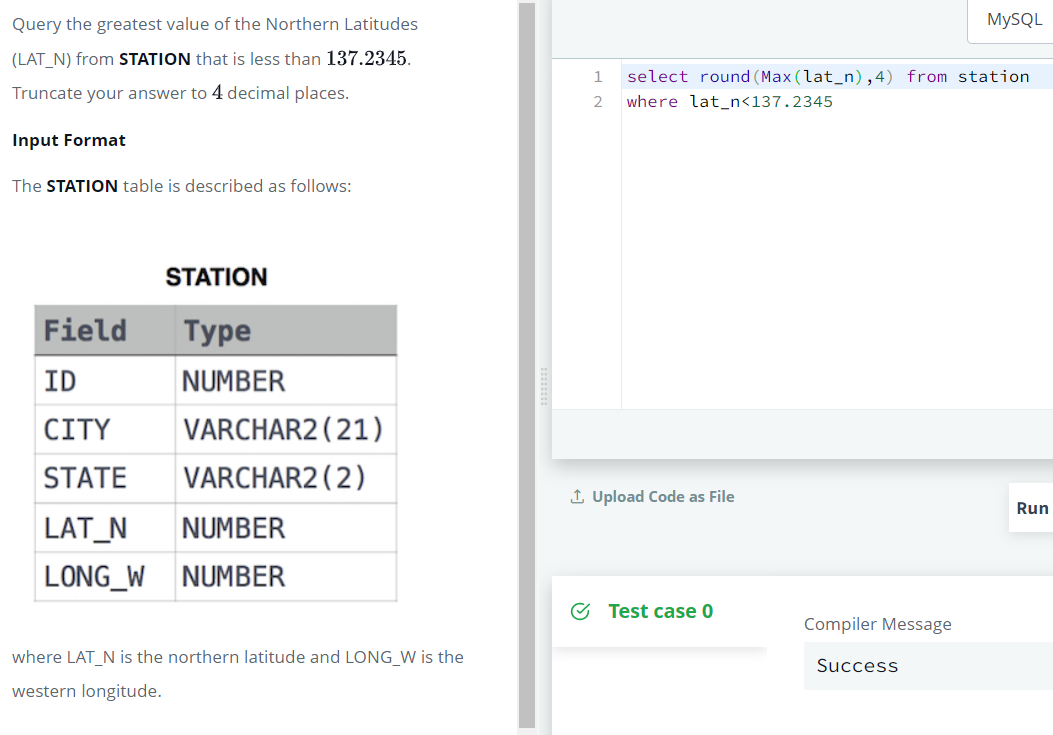 Query the greatest value of the Northern Latitudes
(LAT_N) from STATION that is less than 137.2345.
Truncate your answer to 4 decimal places.
Input Format
The STATION table is described as follows:
STATION
Field Type
ID NUMBER
CITY VARCHAR2(21)
STATE VARCHAR2(2)
LAT_N NUMBER
LONG_W NUMBER
where LAT_N is the northern latitude and LONG_W is the
western longitude.
MySQL
1 select round(Max(lat_n),4) from station
2 where lat_n<137.2345
Upload Code as File
Run
Test case 0
Compiler Message
Success